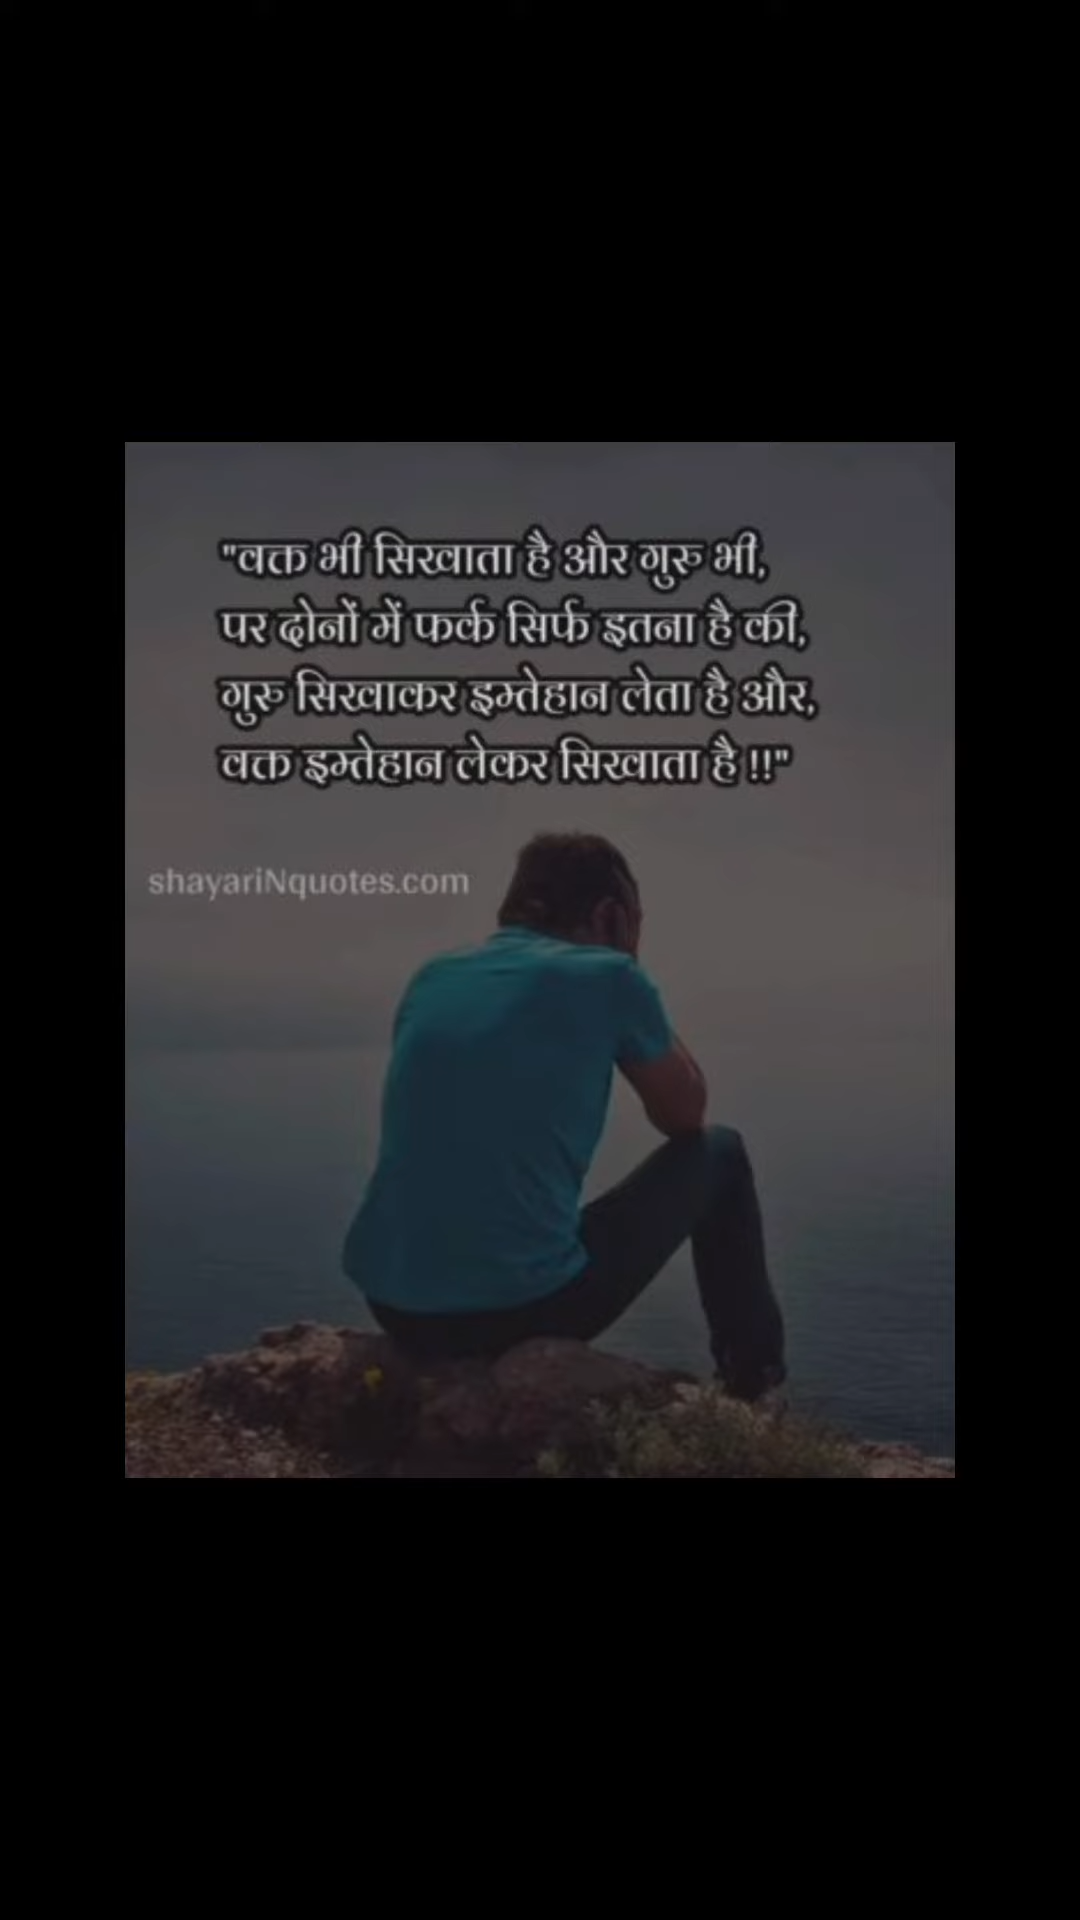 "वक्त भी सिखाता है और गुरु भी,
पर दोनों में फर्क सिर्फ इतना है की,
गुरु सिखाकर इम्तेहान लेता है और,
वक्त इम्तेहान लेकर सिखाता है !!"
shayariNquotes.com